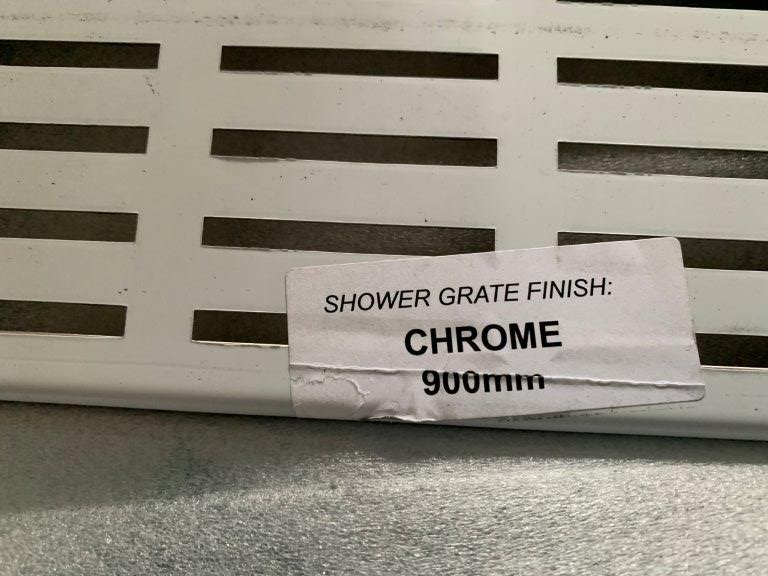 SHOWER GRATE FINISH:
CHROME
900mm